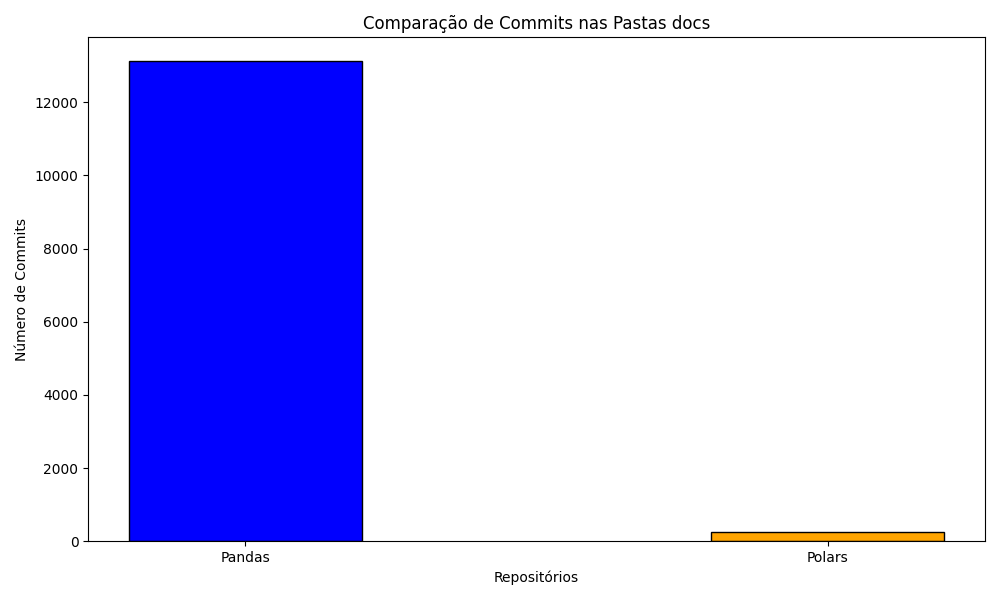 Comparação de Commits nas Pastas docs
Número de Commits
12000
10000
8000
6000
4000
2000
0
Pandas
Polars
Repositórios